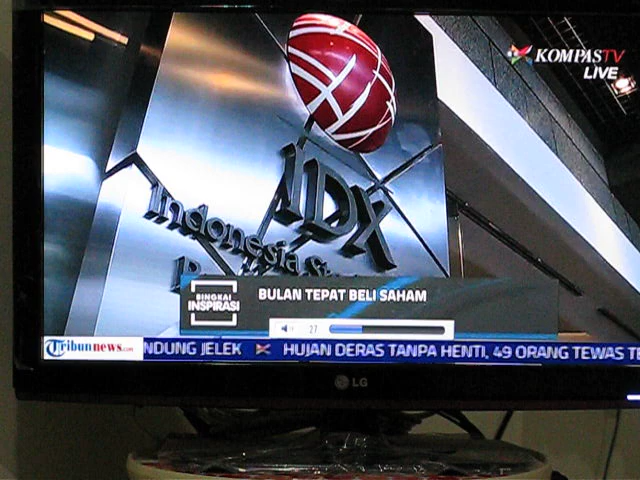 KOMPASTV
LIVE
IDX
Indonesia
BINGKAI
INSPIRASI
BULAN TEPAT BELI SAHAM
27
Tribunnews.com
NDUNG JELEK
HUJAN DERAS TANPA HENTI, 49 ORANG TEWAS TE
LG